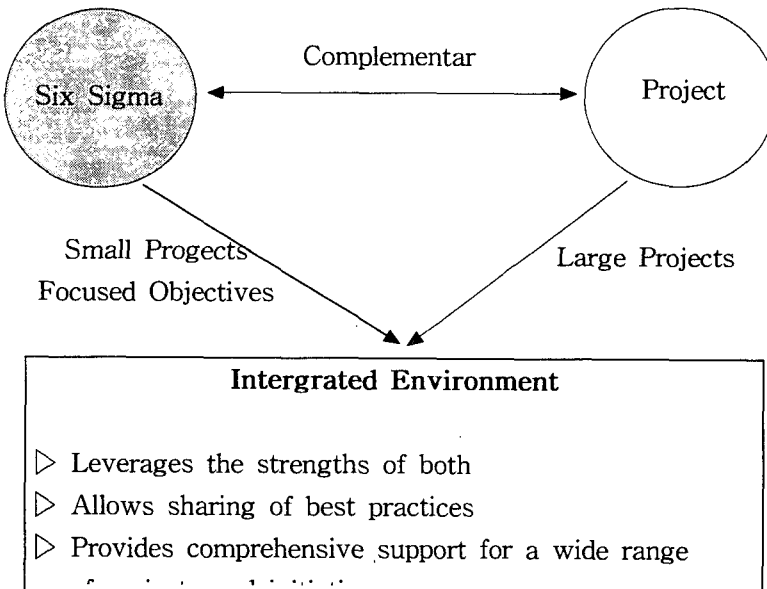 Complementar
Six Sigma
Project
Small Progects
Focused Objectives
Large Projects
Intergrated Environment
▷ Leverages the strengths of both
▷ Allows sharing of best practices
▷ Provides comprehensive support for a wide range